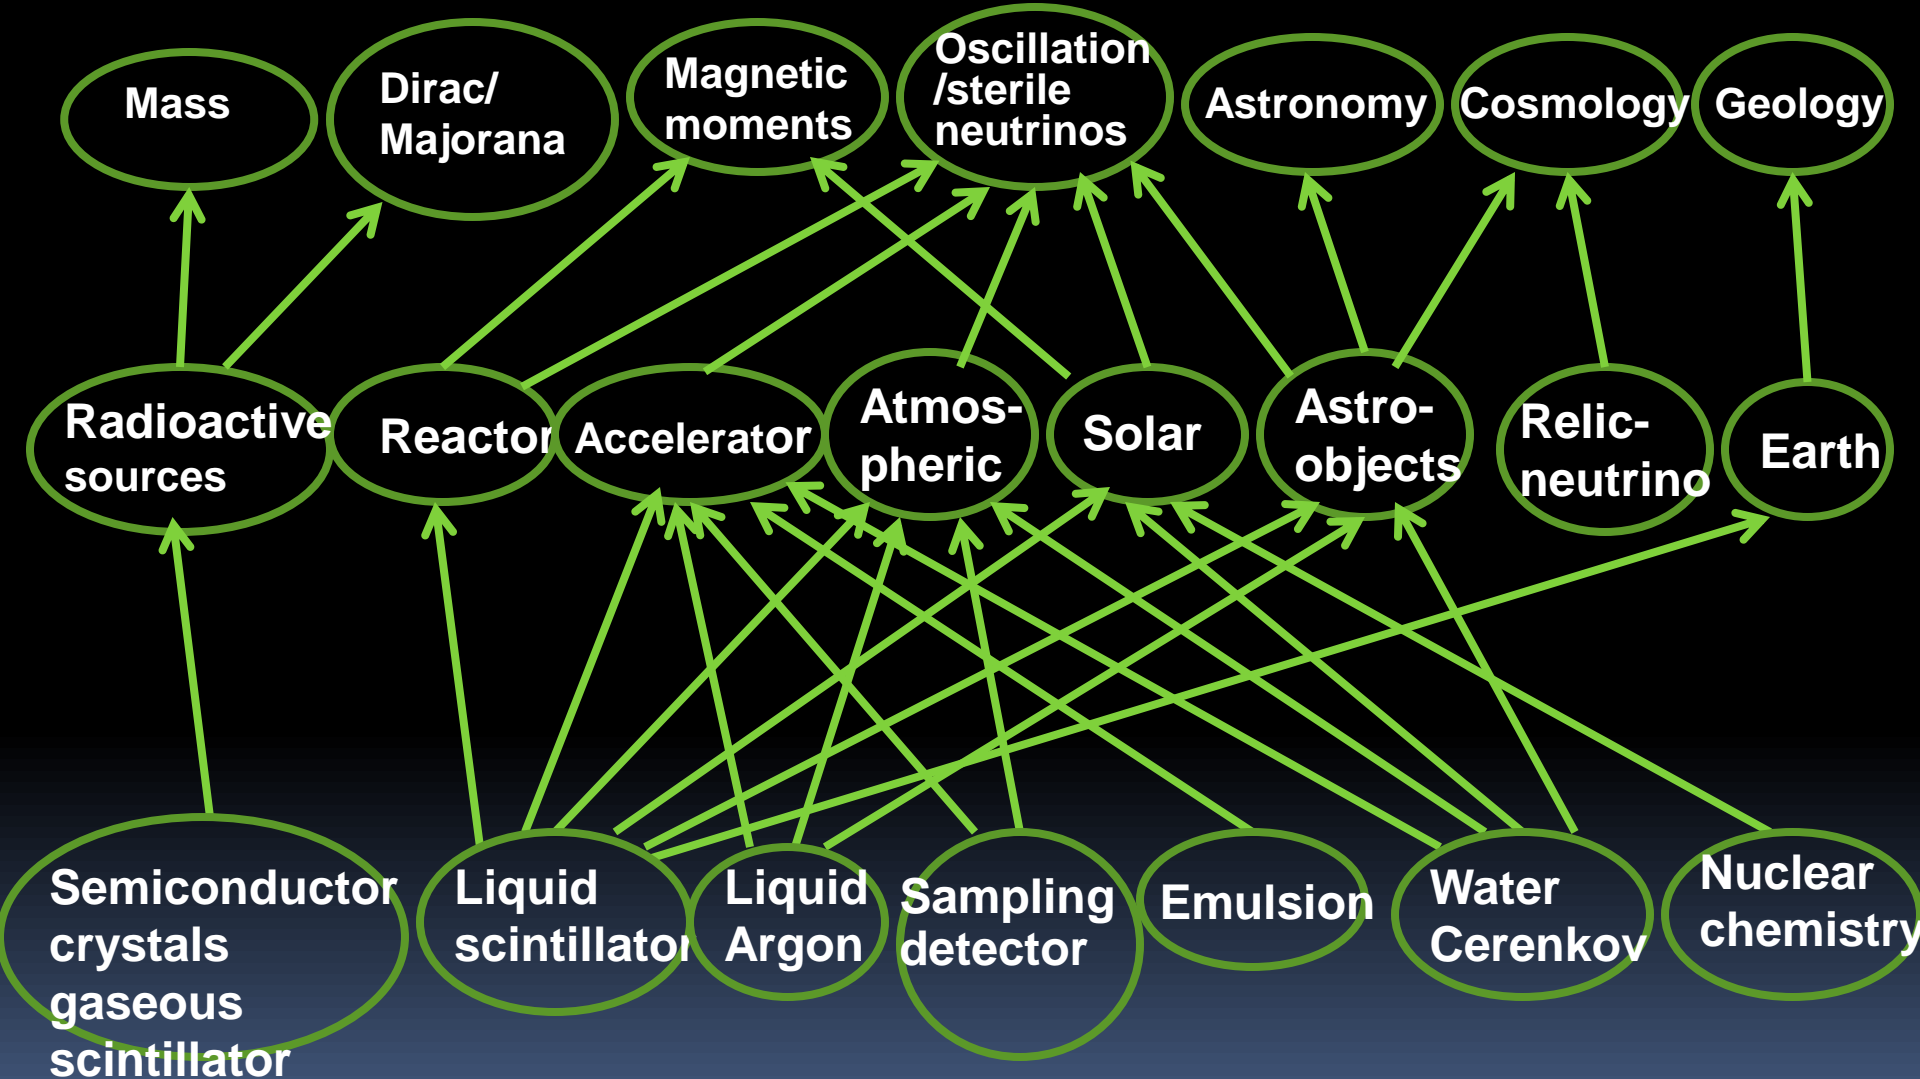 Mass
Dirac/
Majorana
Magnetic
moments
Oscillation
/sterile
neutrinos
Astronomy
Cosmology
Geology
Radioactive
sources
Reactor
Accelerator
Atmos-
pheric
Solar
Astro-
objects
Relic-
neutrino
Earth
Semiconductor
crystals
gaseous
scintillator
Liquid
scintillator
Liquid
Argon
Sampling
detector
Emulsion
Water
Cerenkov
Nuclear
chemistry